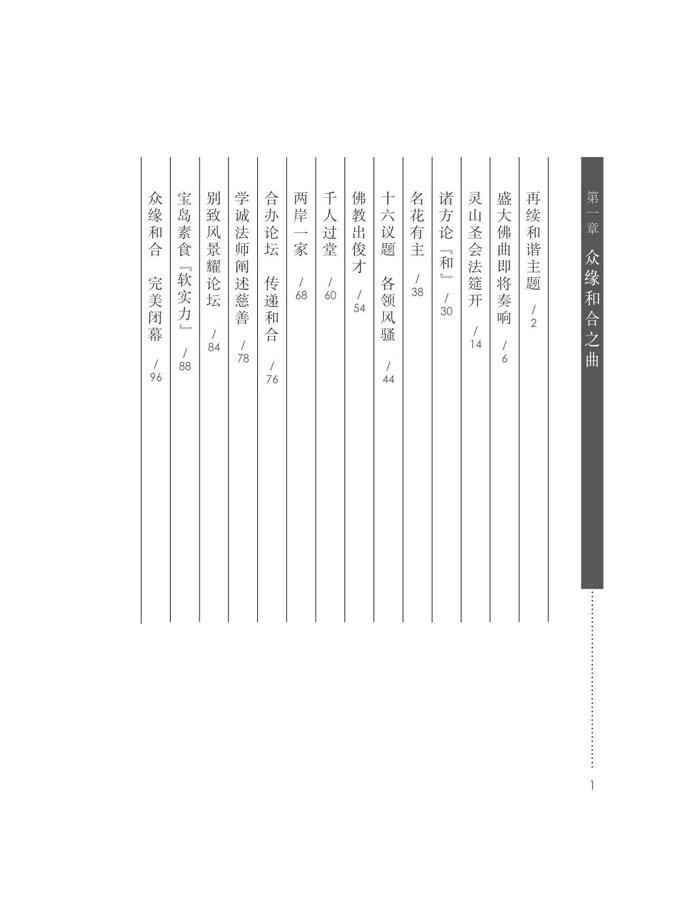 第一章 众缘和合之曲 1
再续和谐主题 /2
盛大佛曲即将奏响 /6
灵山圣会法筵开 /14
诸方论『和』 /30
名花有主 /38
十六议题 各领风骚 /44
佛教出俊才 /54
千人过堂 /60
两岸一家 /68
合办论坛 传递和合 /76
学诚法师阐述慈善 /78
别致风景耀论坛 /84
宝岛素食『软实力』 /88
众缘和合 完美闭幕 /96